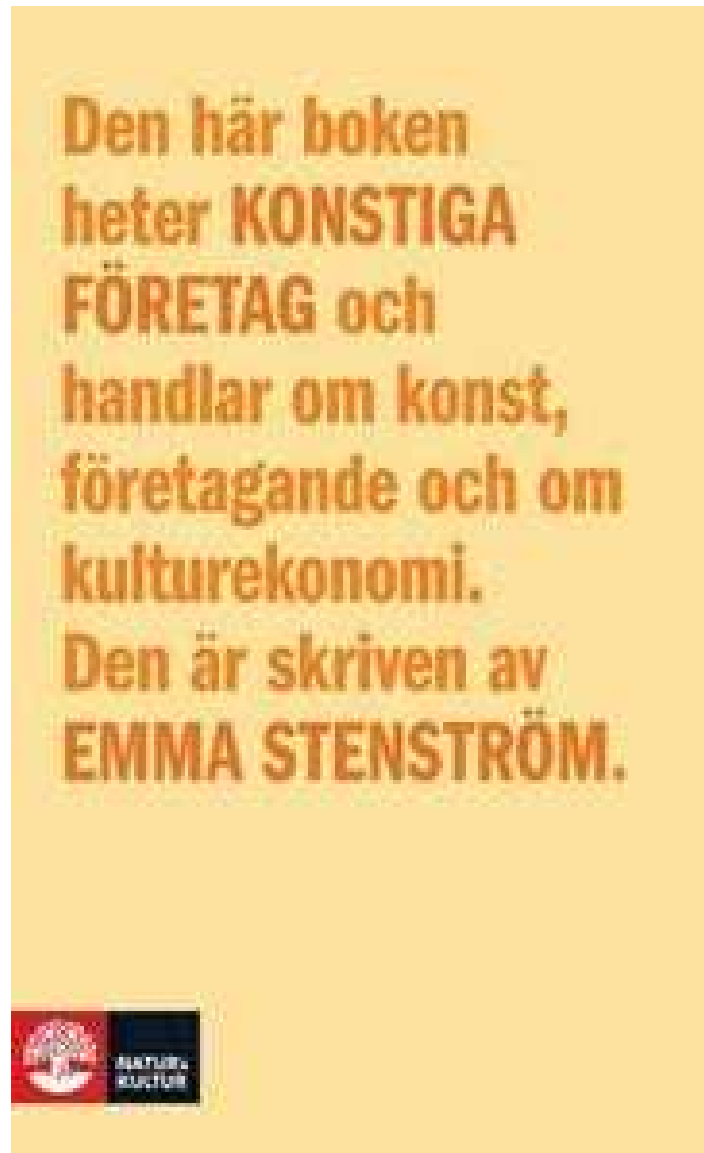 Den här boken
heter KONSTIGA
FÖRETAG och
handlar om konst,
företagande och om
kulturekonomi.
Den är skriven av
EMMA STENSTRÖM.
NATUR &
KULTUR